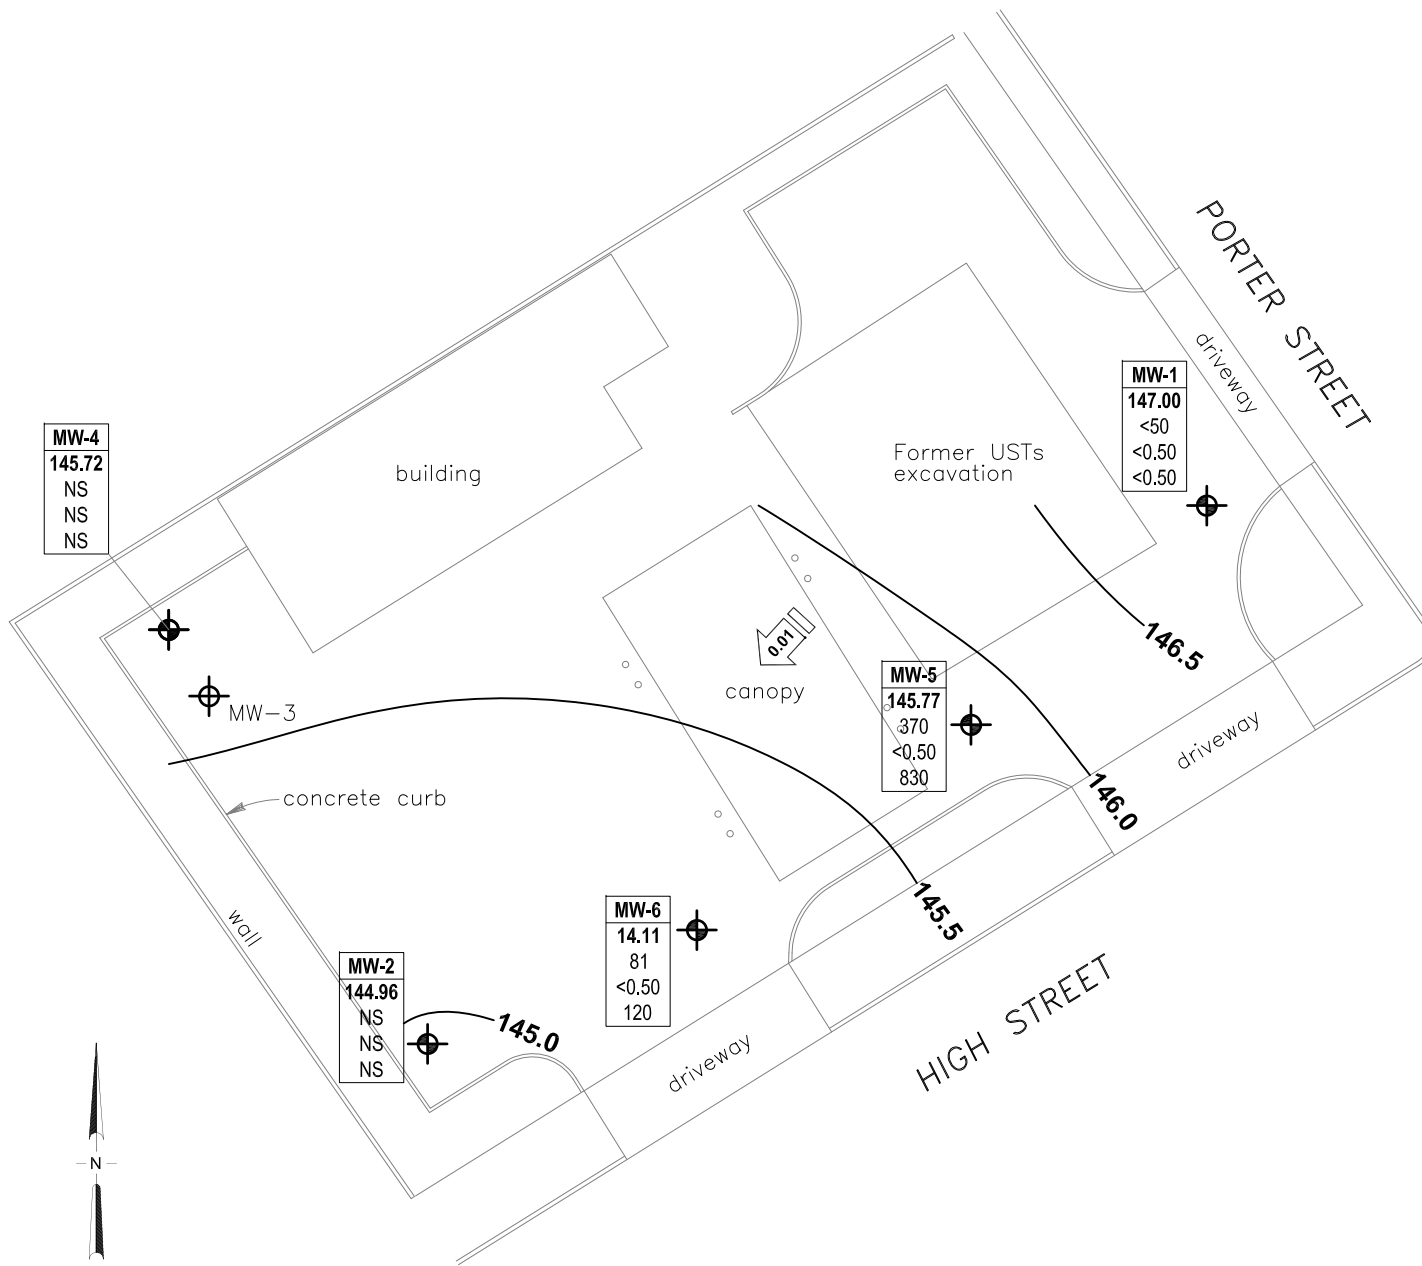 PORTER STREET
driveway
MW-1
147.00
<50
<0.50
<0.50
MW-4
145.72
NS
NS
NS
building
Former USTs
excavation
146.5
0.01
canopy
MW-5
145.77
370
<0.50
830
MW-3
concrete curb
driveway
146.0
145.5
wall
MW-6
14.11
81
<0.50
120
MW-2
144.96
NS
NS
NS
145.0
driveway
HIGH STREET
N